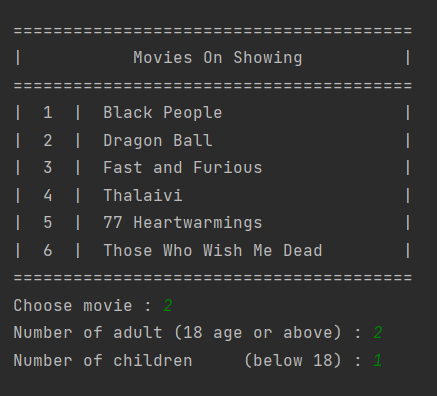 ========================================
|           Movies On Showing          |
========================================
|  1  |  Black People                  |
|  2  |  Dragon Ball                   |
|  3  |  Fast and Furious              |
|  4  |  Thalaivi                      |
|  5  |  77 Heartwarmings              |
|  6  |  Those Who Wish Me Dead        |
========================================
Choose movie : 2
Number of adult (18 age or above) : 2
Number of children     (below 18) : 1